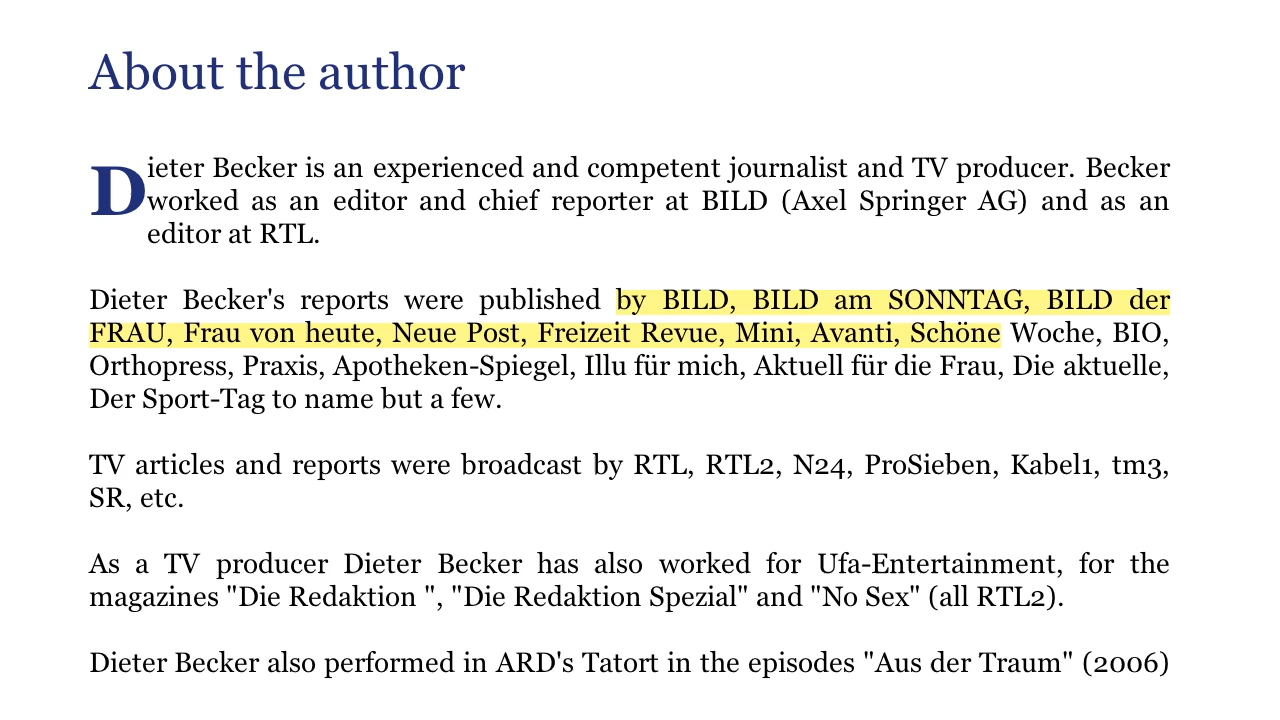 About the author
Dieter Becker is an experienced and competent journalist and TV producer. Becker
worked as an editor and chief reporter at BILD (Axel Springer AG) and as an
editor at RTL.
Dieter Becker's reports were published by BILD, BILD am SONNTAG, BILD der
FRAU, Frau von heute, Neue Post, Freizeit Revue, Mini, Avanti, Schöne Woche, BIO,
Orthopress, Praxis, Apotheken-Spiegel, Illu für mich, Aktuell für die Frau, Die aktuelle,
Der Sport-Tag to name but a few.
TV articles and reports were broadcast by RTL, RTL2, N24, ProSieben, Kabel1, tm3,
SR, etc.
As a TV producer Dieter Becker has also worked for Ufa-Entertainment, for the
magazines "Die Redaktion ", "Die Redaktion Spezial" and "No Sex" (all RTL2).
Dieter Becker also performed in ARD's Tatort in the episodes "Aus der Traum" (2006)